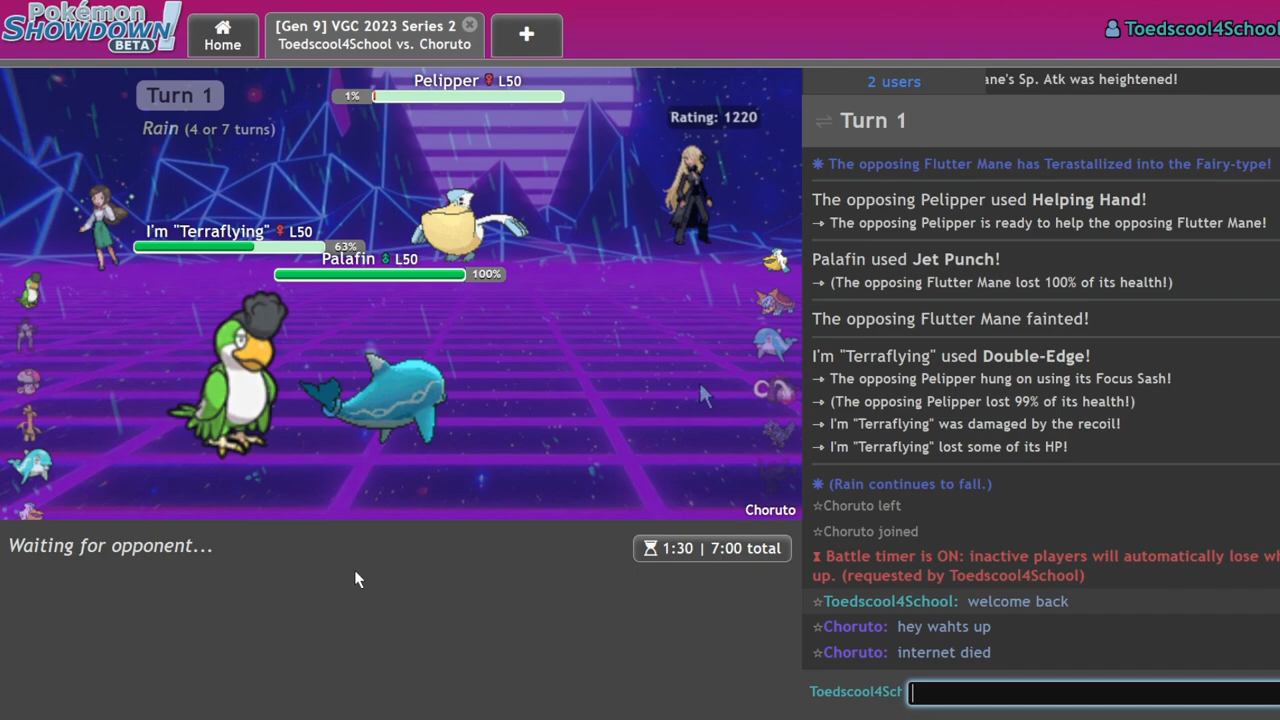 Pokémon
SHOWDOWN!
BETA
Home
[Gen 9] VGC 2023 Series 2
Toedscool4School vs. Choruto
+
Toedscool4School
Turn 1
Rain (4 or 7 turns)
Pelipper L50
1%
Rating: 1220
I'm "Terraflying" L50
63%
Palafin L50
100%
Choruto
Waiting for opponent...
1:30 | 7:00 total
2 users
ane's Sp. Atk was heightened!
Turn 1
The opposing Flutter Mane has Terastallized into the Fairy-type!
The opposing Pelipper used Helping Hand!
→ The opposing Pelipper is ready to help the opposing Flutter Mane!
Palafin used Jet Punch!
→ (The opposing Flutter Mane lost 100% of its health!)
The opposing Flutter Mane fainted!
I'm "Terraflying" used Double-Edge!
→ The opposing Pelipper hung on using its Focus Sash!
→ (The opposing Pelipper lost 99% of its health!)
→ I'm "Terraflying" was damaged by the recoil!
→ I'm "Terraflying" lost some of its HP!
(Rain continues to fall.)
☆Choruto left
☆Choruto joined
Battle timer is ON: inactive players will automatically lose wh
up. (requested by Toedscool4School)
☆Toedscool4School: welcome back
☆Choruto: hey wahts up
☆Choruto: internet died
Toedscool4Sch